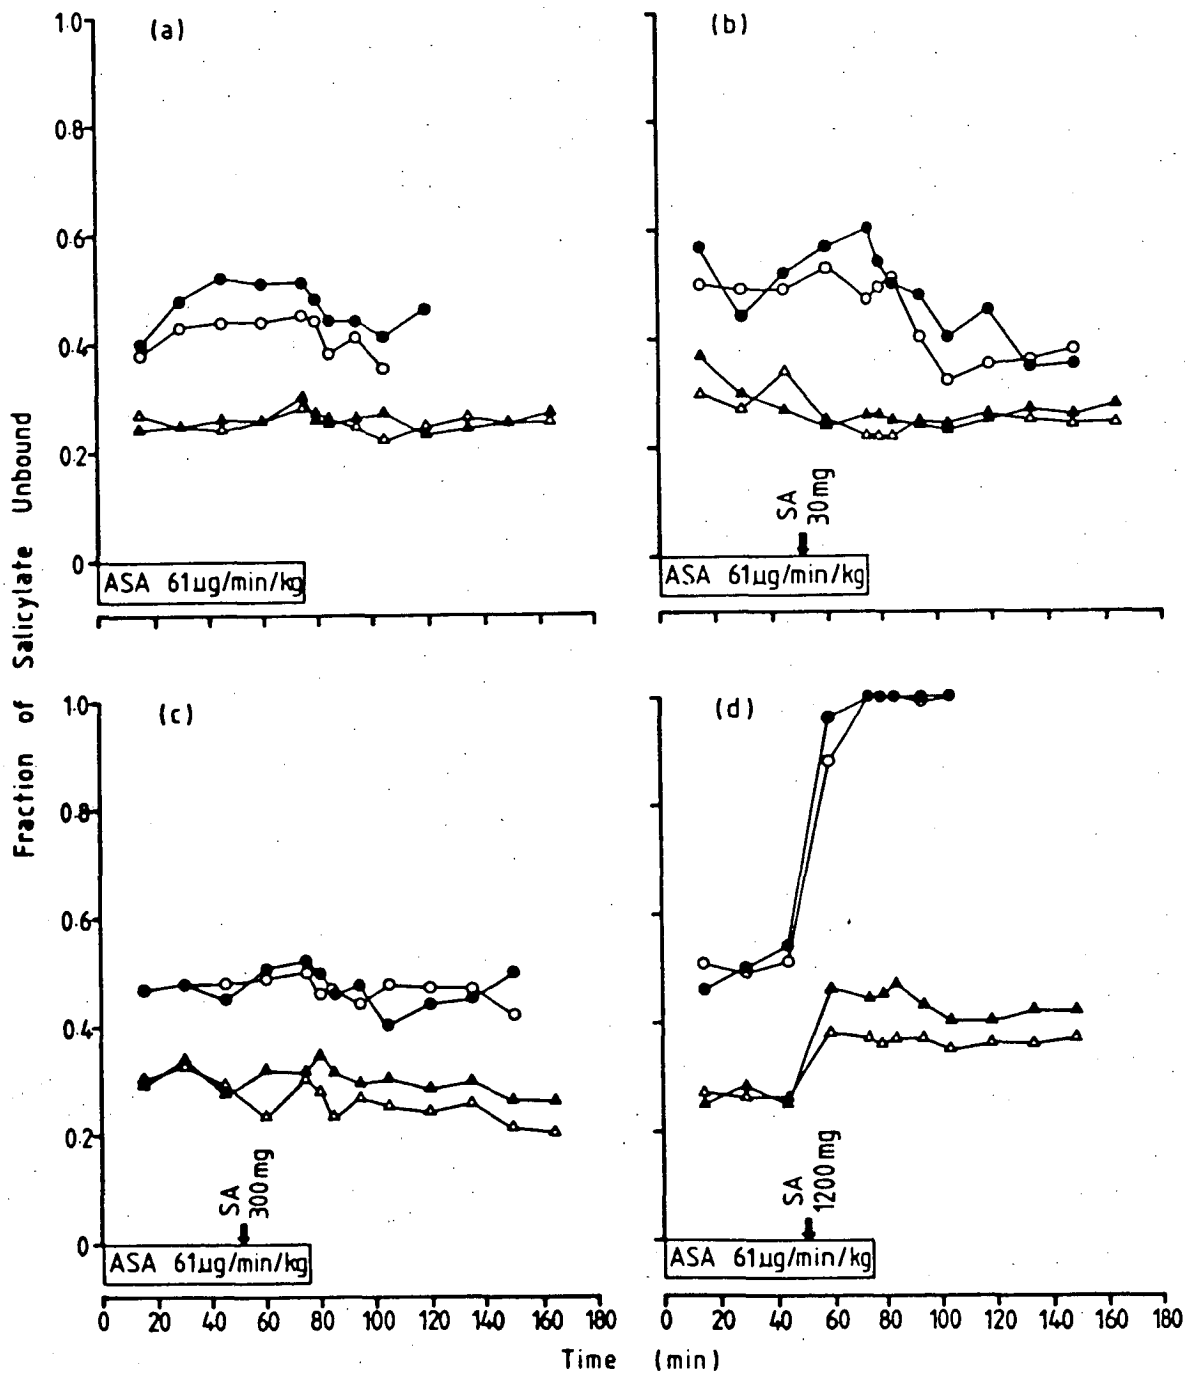 (a)
(b)
1.0
0.8
0.6
0.4
0.2
0
ASA 61µg/min/kg
SA
30mg
ASA 61µg/min/kg
Fraction of Salicylate Unbound
(c)
(d)
1.0
0.8
0.6
0.4
0.2
0
SA
300mg
ASA 61µg/min/kg
SA
1200mg
ASA 61µg/min/kg
0 20 40 60 80 100 120 140 160 180
0 20 40 60 80 100 120 140 160 180
Time (min)